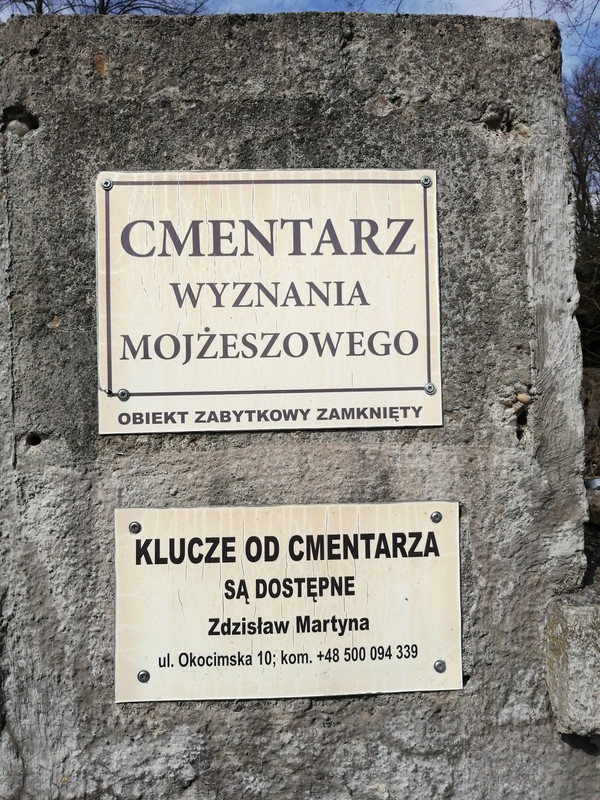 CMENTARZ
WYZNANIA
MOJŻESZOWEGO
OBIEKT ZABYTKOWY ZAMKNIĘTY
KLUCZE OD CMENTARZA
SĄ DOSTĘPNE
Zdzisław Martyna
ul. Okocimska 10; kom. +48 500 094 339